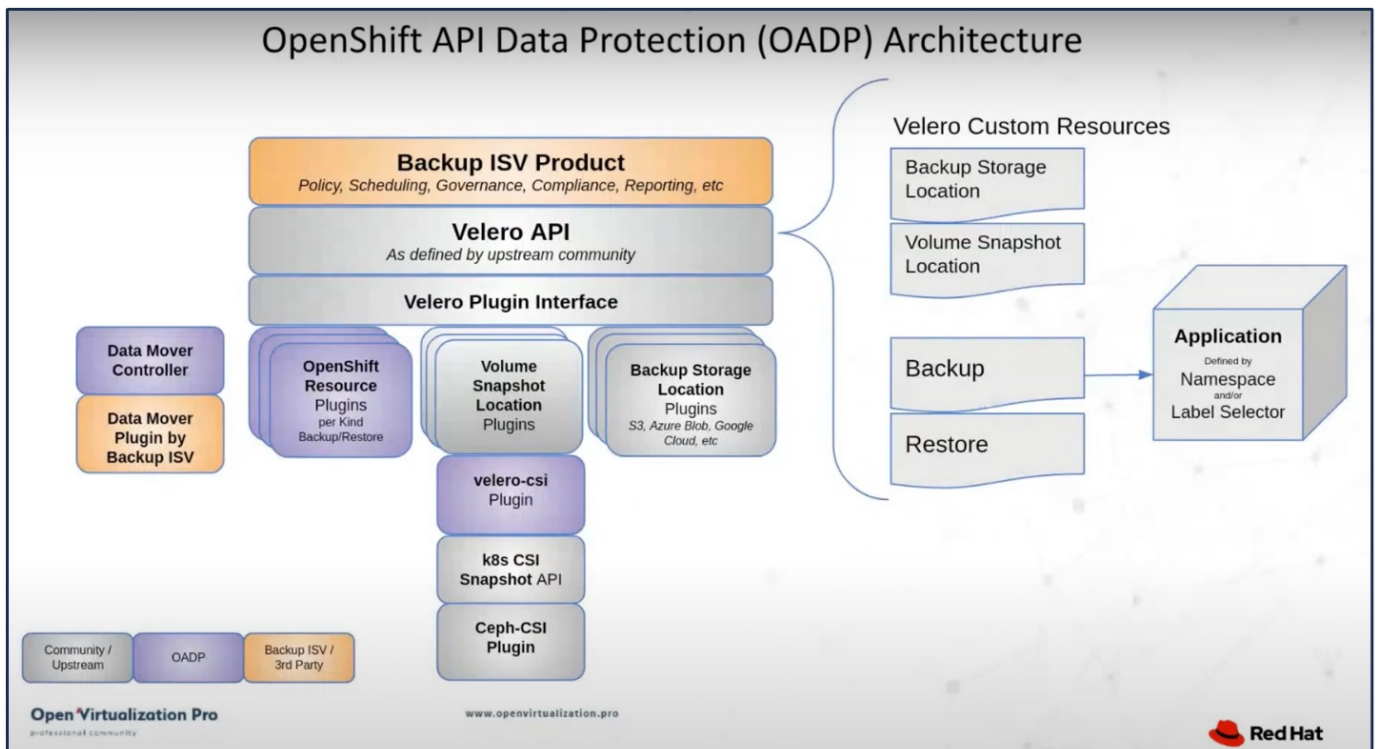 OpenShift API Data Protection (OADP) Architecture
Backup ISV Product
Policy, Scheduling, Governance, Compliance, Reporting, etc
Velero API
As defined by upstream community
Velero Plugin Interface
Data Mover
Controller
Data Mover
Plugin by
Backup ISV
OpenShift
Resource
Plugins
per Kind
Backup/Restore
Volume
Snapshot
Location
Plugins
Backup Storage
Location
Plugins
S3, Azure Blob, Google
Cloud, etc
velero-csi
Plugin
k8s CSI
Snapshot API
Ceph-CSI
Plugin
Velero Custom Resources
Backup Storage
Location
Volume Snapshot
Location
Backup
Restore
Application
Defined by
Namespace
and/or
Label Selector
Community /
Upstream
OADP
Backup ISV /
3rd Party
Open Virtualization Pro
professional community
www.openvirtualization.pro
Red Hat